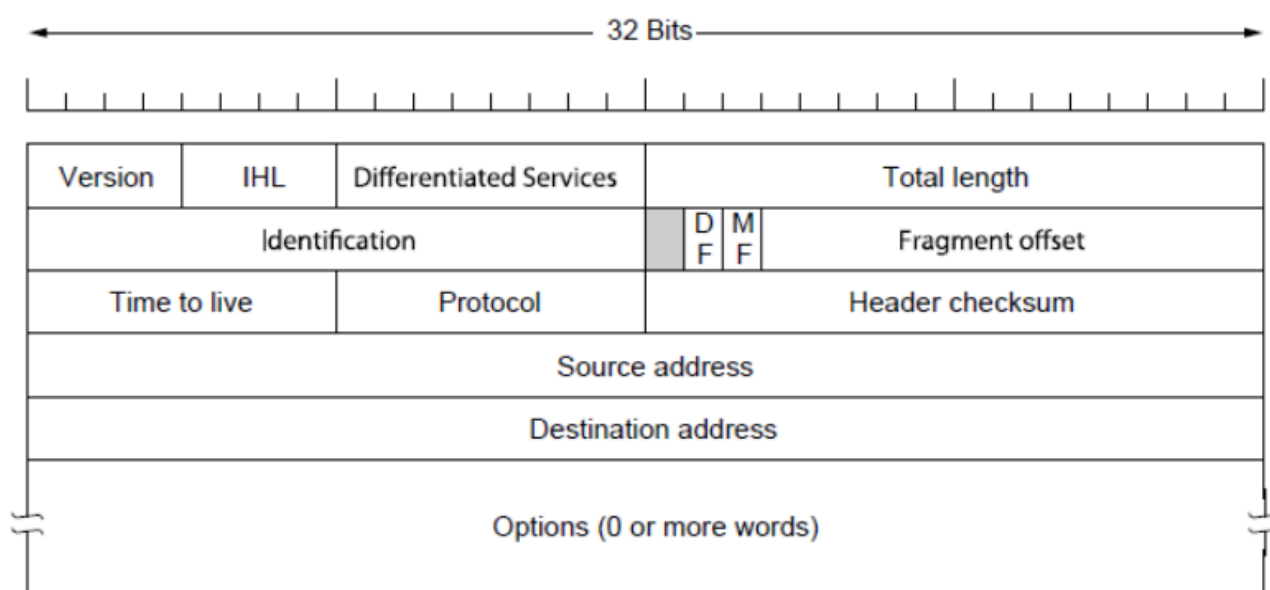 32 Bits
Version IHL Differentiated Services Total length
Identification D F M F Fragment offset
Time to live Protocol Header checksum
Source address
Destination address
Options (0 or more words)